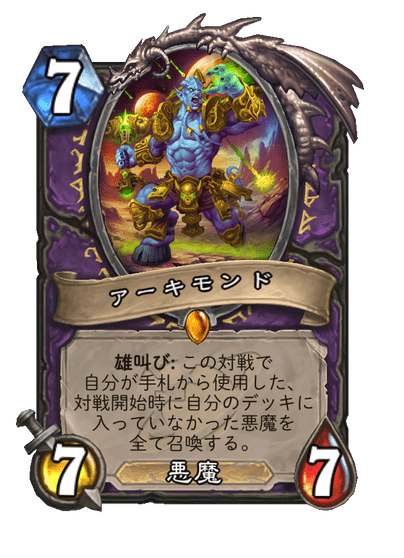 7
アーキモンド
雄叫び: この対戦で
自分が手札から使用した、
対戦開始時に自分のデッキに
入っていなかった悪魔を
全て召喚する。
7
悪魔
7